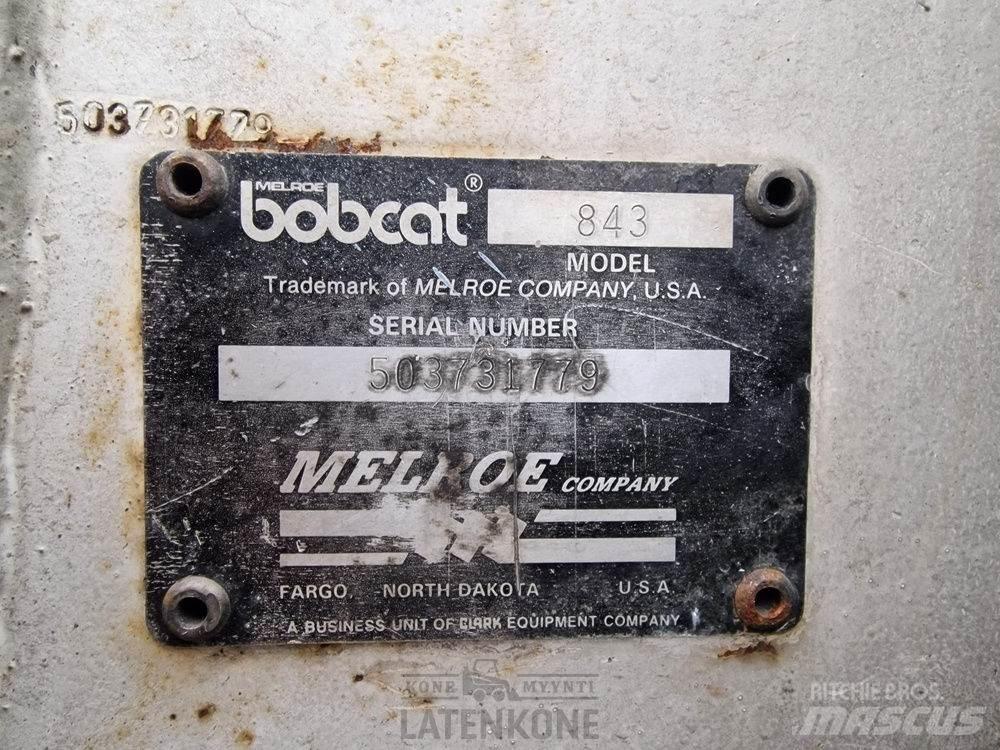 503731779
MELROE
bobcat® 843
MODEL
Trademark of MELROE COMPANY, U.S.A.
SERIAL NUMBER
503731779
MELROE COMPANY
FARGO, NORTH DAKOTA U.S.A.
A BUSINESS UNIT OF CLARK EQUIPMENT COMPANY
KONE MYYNTI
LATENKONE
RITCHIE BROS.
MASCUS